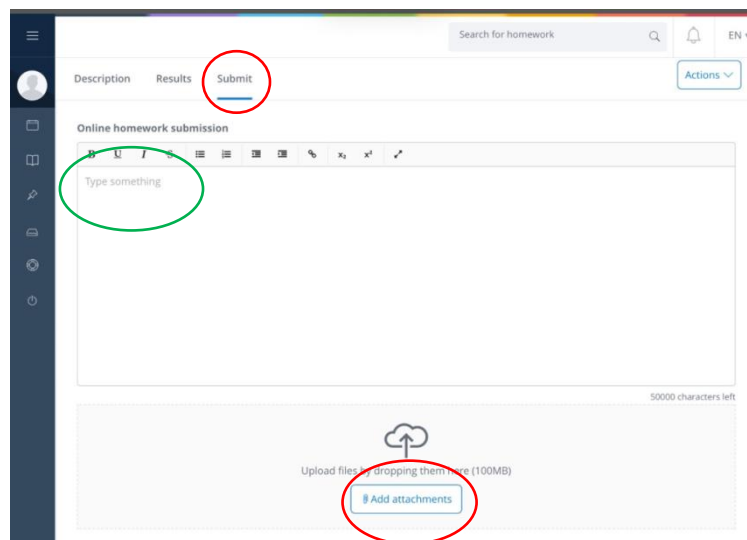 Search for homework
EN
Description Results Submit
Actions
Online homework submission
B U I S x₂ x²
Type something
50000 characters left
Upload files by dropping them here (100MB)
Add attachments